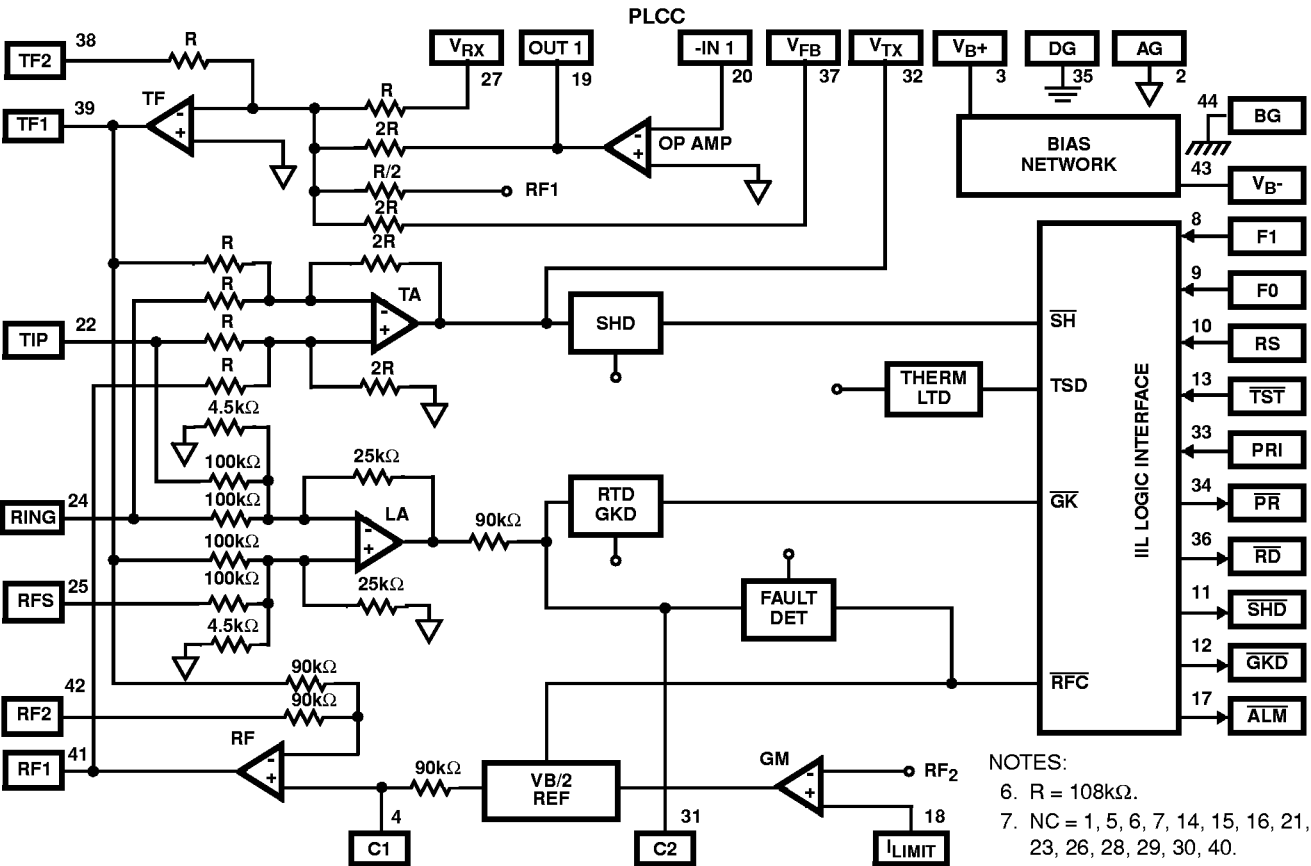 PLCC
38
TF2
R
VRX
27
OUT 1
19
-IN 1
20
VFB
37
VTX
32
VB+
3
DG
35
AG
2
39
TF1
TF
-
+
R
2R
R/2
RF1
2R
2R
-
+
OP AMP
BIAS
NETWORK
44
BG
43
VB-
R
R
22
TIP
R
R
2R
TA
-
+
SHD
SH
8
F1
9
F0
10
RS
THERM
LTD
TSD
13
TST
4.5kΩ
100kΩ
25kΩ
33
PRI
24
RING
100kΩ
LA
-
+
90kΩ
RTD
GKD
GK
IIL LOGIC INTERFACE
34
PR
100kΩ
36
RD
25
RFS
100kΩ
25kΩ
FAULT
DET
11
SHD
4.5kΩ
12
GKD
90kΩ
42
RF2
90kΩ
RFC
17
ALM
41
RF1
RF
-
+
90kΩ
VB/2
REF
GM
-
+
RF2
4
C1
31
C2
18
ILIMIT
NOTES:
6. R = 108kΩ.
7. NC = 1, 5, 6, 7, 14, 15, 16, 21,
23, 26, 28, 29, 30, 40.